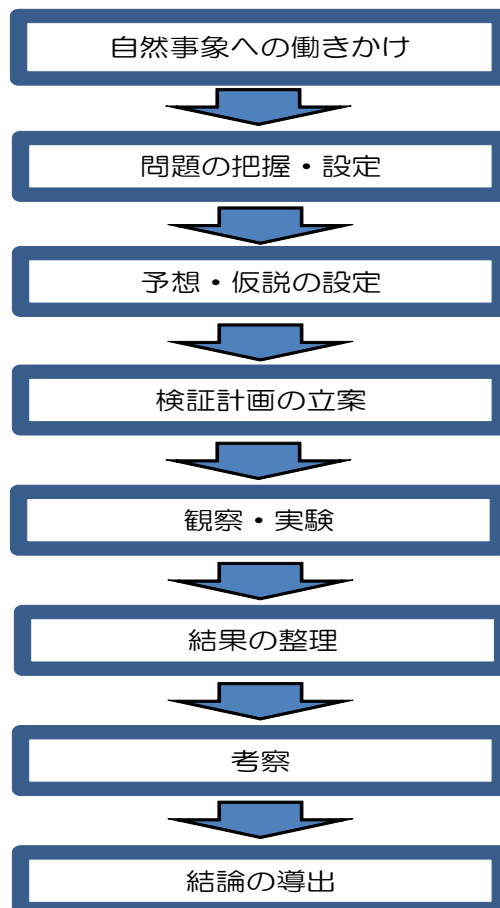 自然事象への働きかけ
問題の把握・設定
予想・仮説の設定
検証計画の立案
観察・実験
結果の整理
考察
結論の導出